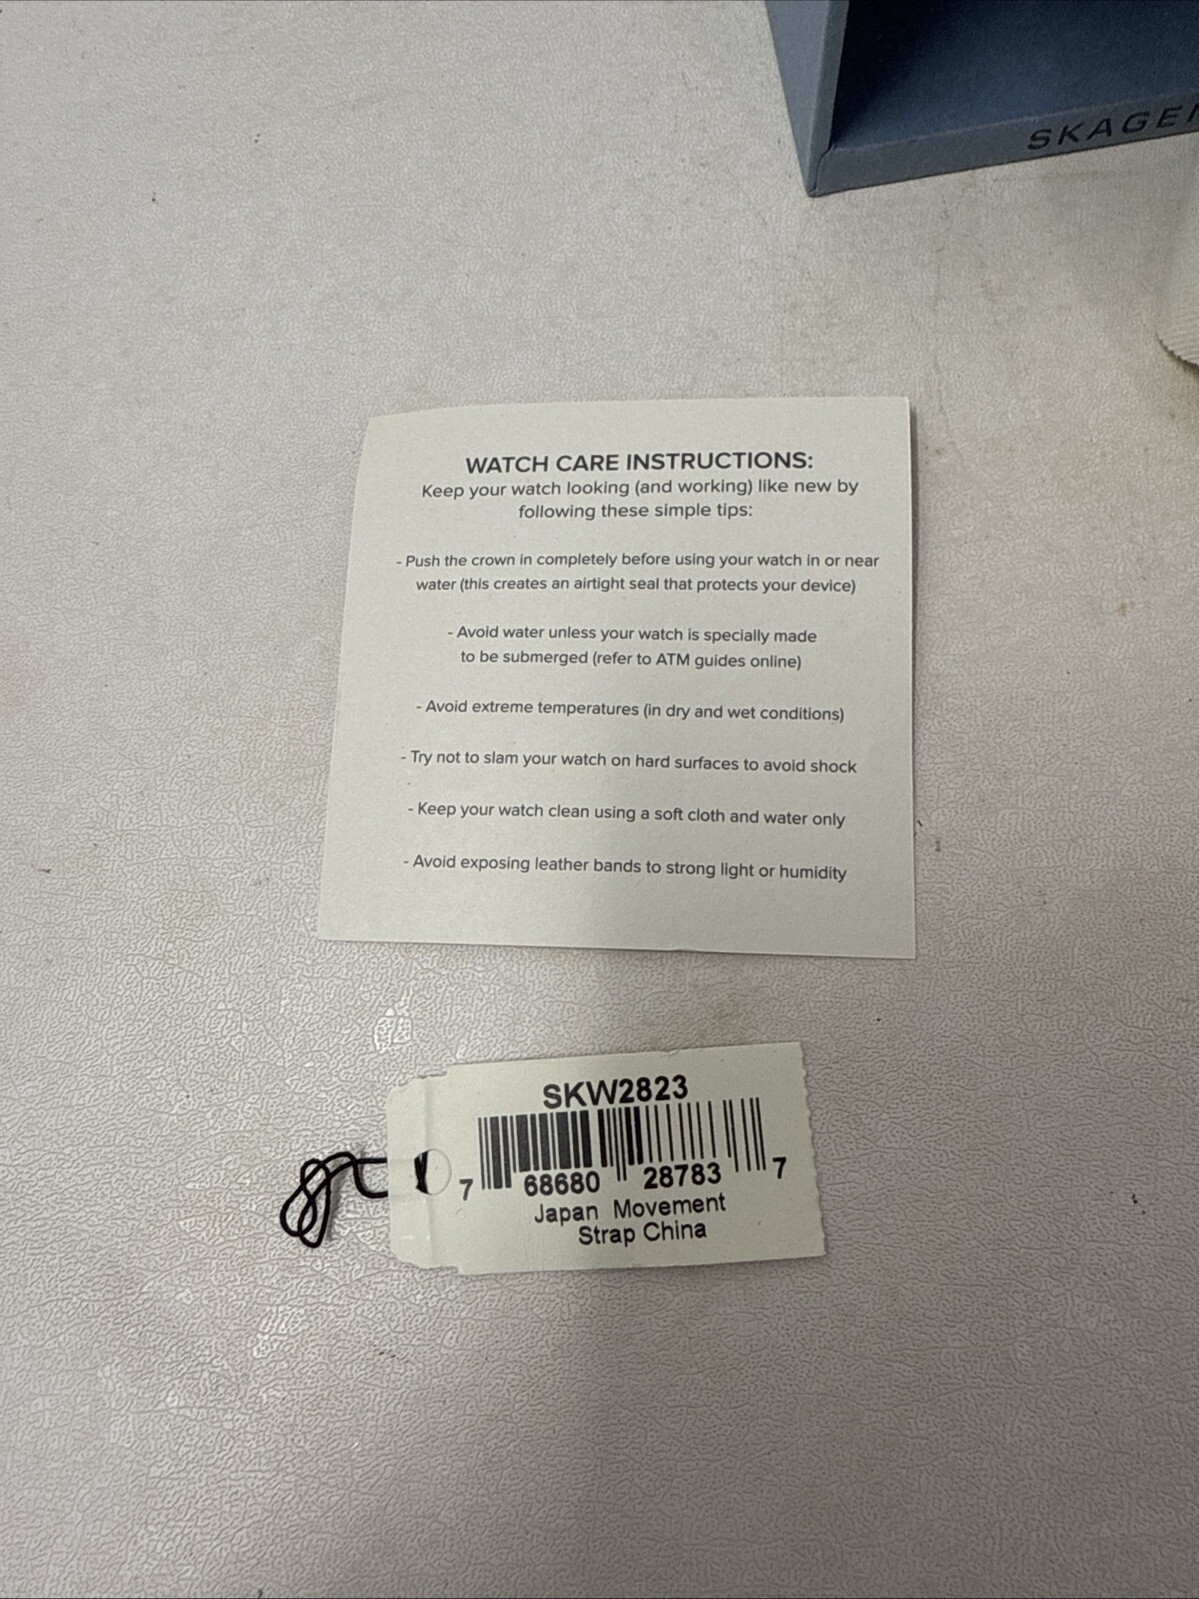 WATCH CARE INSTRUCTIONS:
Keep your watch looking (and working) like new by
following these simple tips:
- Push the crown in completely before using your watch in or near
water (this creates an airtight seal that protects your device)
- Avoid water unless your watch is specially made
to be submerged (refer to ATM guides online)
- Avoid extreme temperatures (in dry and wet conditions)
- Try not to slam your watch on hard surfaces to avoid shock
- Keep your watch clean using a soft cloth and water only
- Avoid exposing leather bands to strong light or humidity
SKW2823
7 68680 28783 7
Japan Movement
Strap China